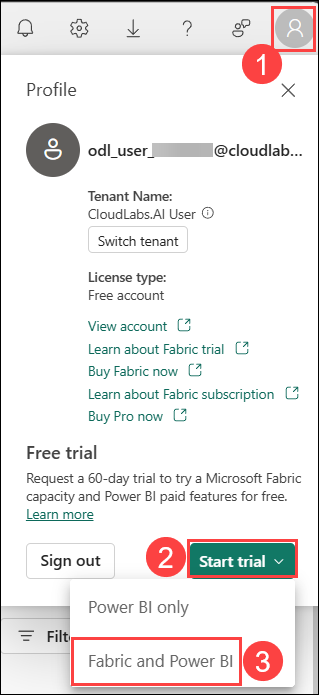 ?
1
Profile
odl_user_ @cloudlab...
Tenant Name:
CloudLabs.AI User
Switch tenant
License type:
Free account
View account
Learn about Fabric trial
Buy Fabric now
Learn about Fabric subscription
Buy Pro now
Free trial
Request a 60-day trial to try a Microsoft Fabric
capacity and Power BI paid features for free.
Learn more
Sign out
2
Start trial
Power BI only
Filte
Fabric and Power BI
3